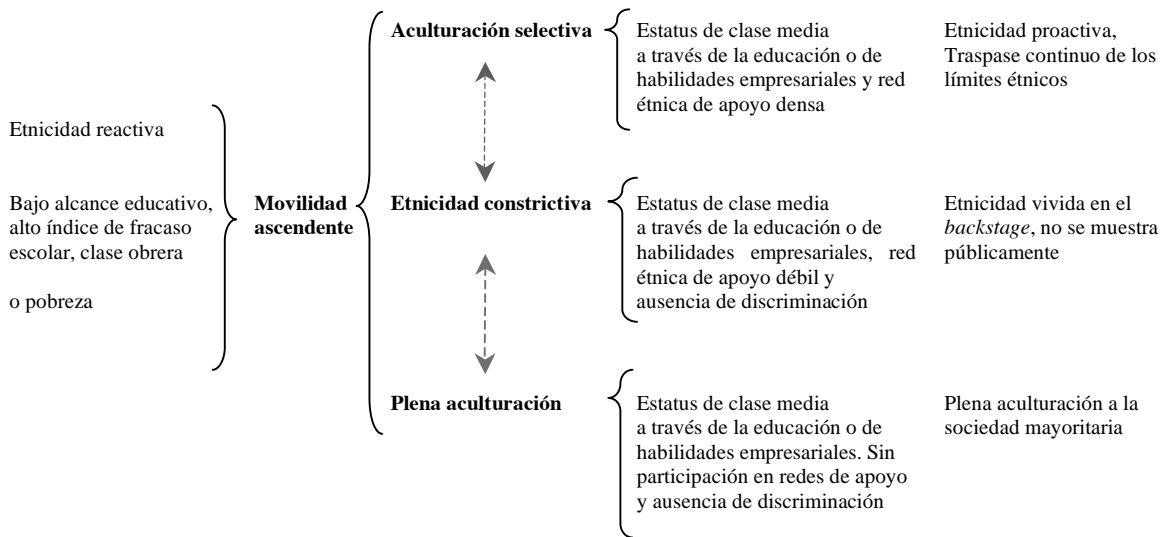 Etnicidad reactiva
Bajo alcance educativo,
alto índice de fracaso
escolar, clase obrera
o pobreza
Movilidad
ascendente
Aculturación selectiva
Estatus de clase media
a través de la educación o de
habilidades empresariales y red
étnica de apoyo densa
Etnicidad proactiva,
Traspase continuo de los
límites étnicos
Etnicidad constrictiva
Estatus de clase media
a través de la educación o de
habilidades empresariales, red
étnica de apoyo débil y
ausencia de discriminación
Etnicidad vivida en el
backstage, no se muestra
públicamente
Plena aculturación
Estatus de clase media
a través de la educación o de
habilidades empresariales. Sin
participación en redes de apoyo
y ausencia de discriminación
Plena aculturación a la
sociedad mayoritaria